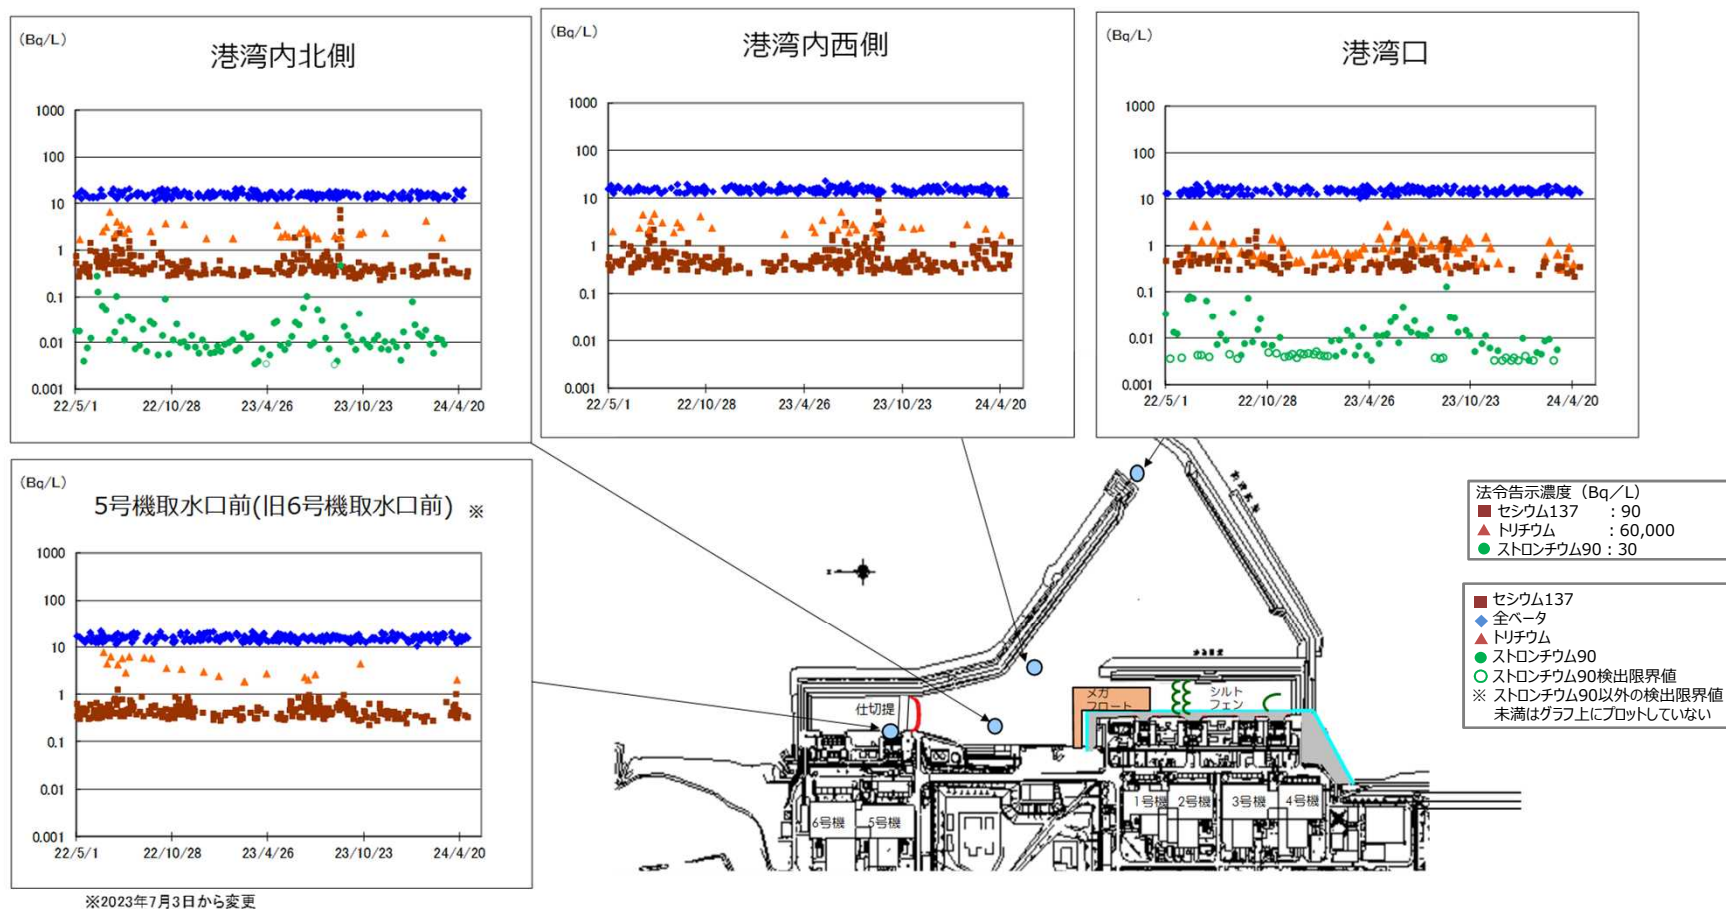 (Bq/L)
港湾内北側
1000
100
10
1
0.1
0.01
0.001
22/5/1
22/10/28
23/4/26
23/10/23
24/4/20
(Bq/L)
港湾内西側
1000
100
10
1
0.1
0.01
0.001
22/5/1
22/10/28
23/4/26
23/10/23
24/4/20
(Bq/L)
港湾口
1000
100
10
1
0.1
0.01
0.001
22/5/1
22/10/28
23/4/26
23/10/23
24/4/20
(Bq/L)
5号機取水口前(旧6号機取水口前) ※
1000
100
10
1
0.1
0.01
0.001
22/5/1
22/10/28
23/4/26
23/10/23
24/4/20
※2023年7月3日から変更
法令告示濃度 (Bq/L)
セシウム137 : 90
トリチウム : 60,000
ストロンチウム90 : 30
セシウム137
全ベータ
トリチウム
ストロンチウム90
ストロンチウム90検出限界値
※ ストロンチウム90以外の検出限界値
未満はグラフ上にプロットしていない
仕切堤
メガ
フロート
シルト
フェン
6号機
5号機
1号機
2号機
3号機
4号機